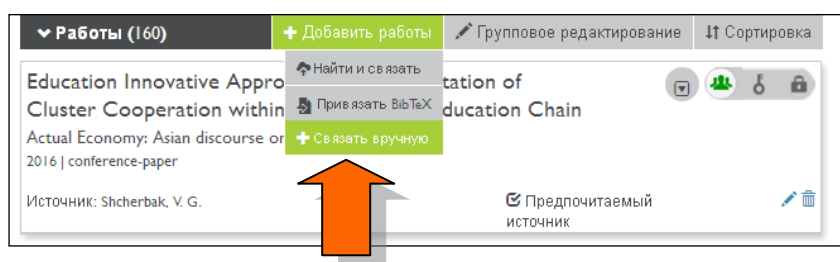 Работы (160) Добавить работы Групповое редактирование Сортировка
Найти и связать
Привязать BibTeX
Связать вручную
Education Innovative Appro tation of
Cluster Cooperation within ducation Chain
Actual Economy: Asian discourse or
2016 | conference-paper
Источник: Shcherbak, V. G. Предпочитаемый
источник